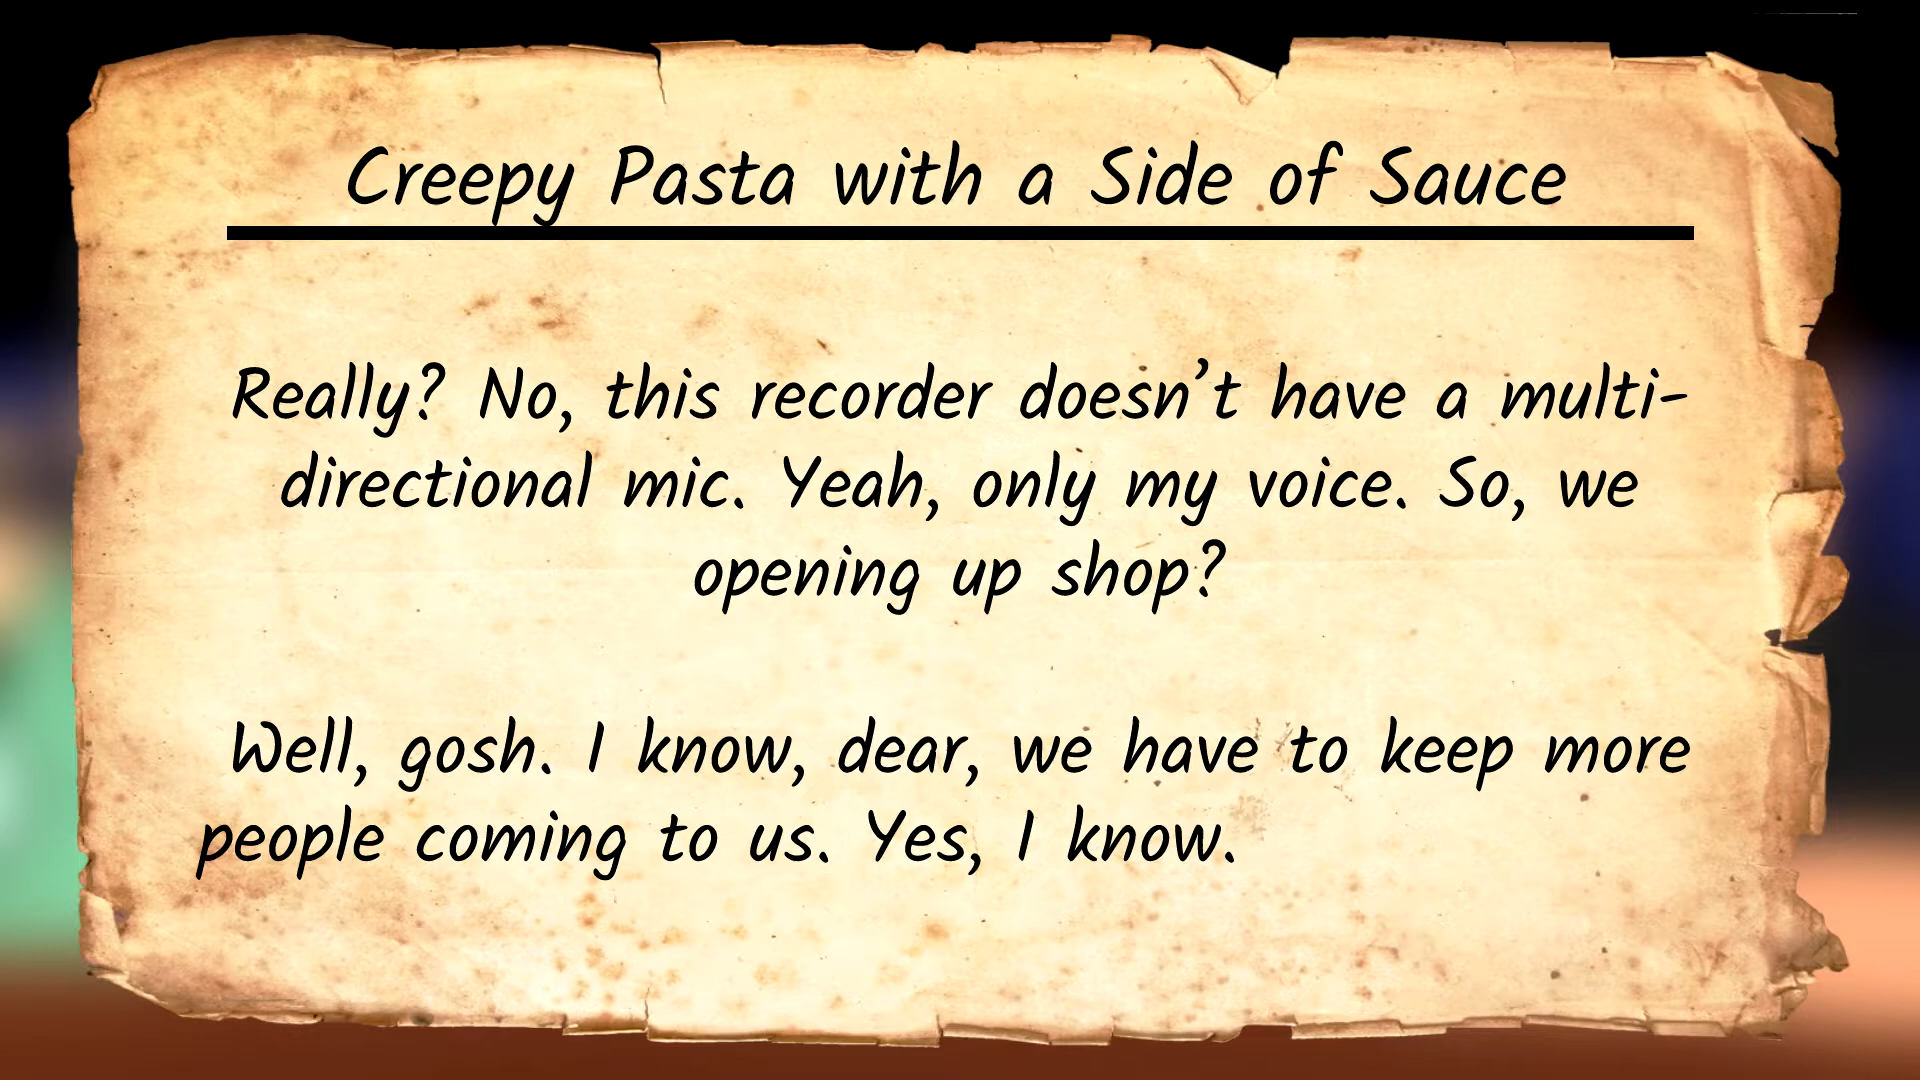 Creepy Pasta with a Side of Sauce
Really? No, this recorder doesn’t have a multi-
directional mic. Yeah, only my voice. So, we
opening up shop?
Well, gosh. I know, dear, we have to keep more
people coming to us. Yes, I know.